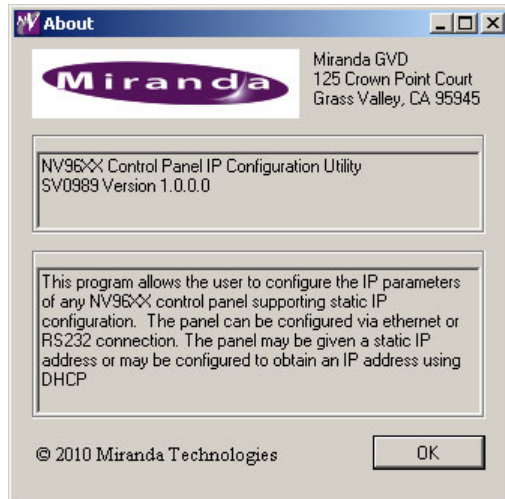 About
Miranda
Miranda GVD
125 Crown Point Court
Grass Valley, CA 95945
NV96XX Control Panel IP Configuration Utility
SV0989 Version 1.0.0.0
This program allows the user to configure the IP parameters
of any NV96XX control panel supporting static IP
configuration.  The panel can be configured via ethernet or
RS232 connection. The panel may be given a static IP
address or may be configured to obtain an IP address using
DHCP
© 2010 Miranda Technologies
OK